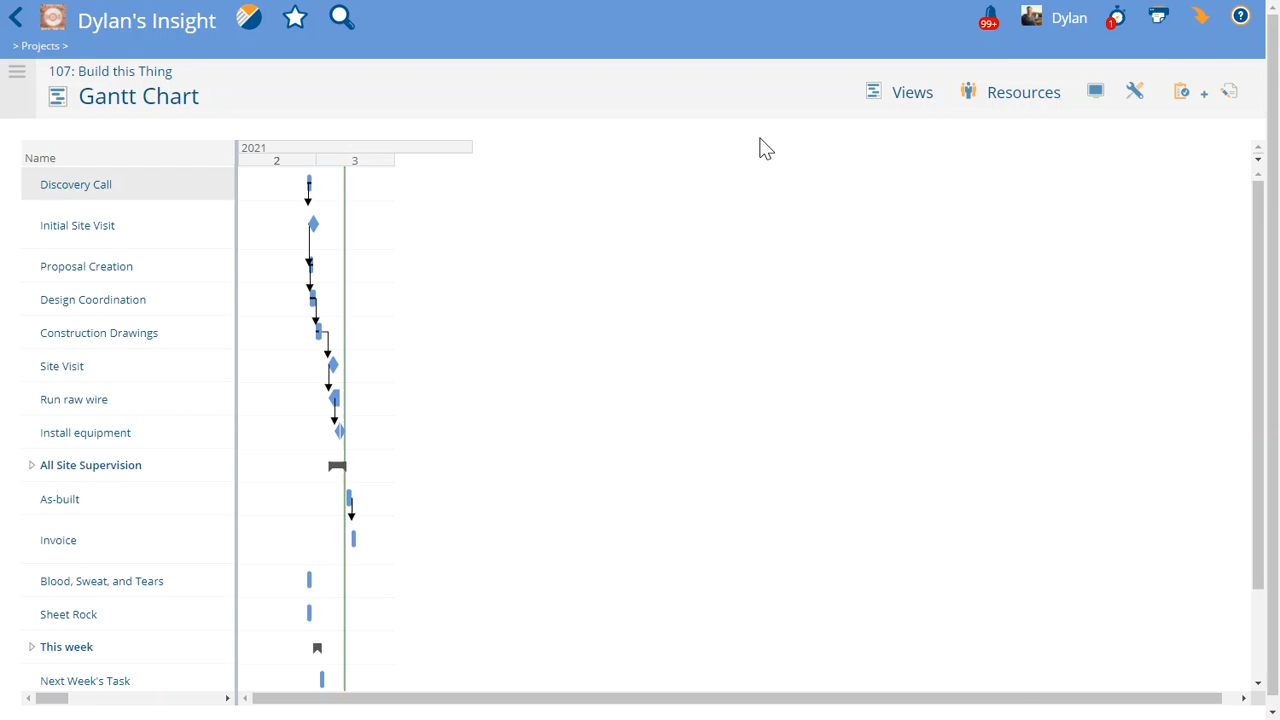 Dylan's Insight
99+
Dylan
1
?
> Projects >
107: Build this Thing
Gantt Chart
Views
Resources
+
Name
2021
2
3
Discovery Call
Initial Site Visit
Proposal Creation
Design Coordination
Construction Drawings
Site Visit
Run raw wire
Install equipment
All Site Supervision
As-built
Invoice
Blood, Sweat, and Tears
Sheet Rock
This week
Next Week's Task